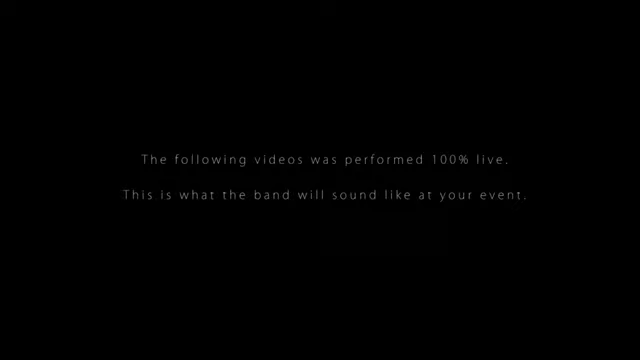 The following videos was performed 100% live.
This is what the band will sound like at your event.